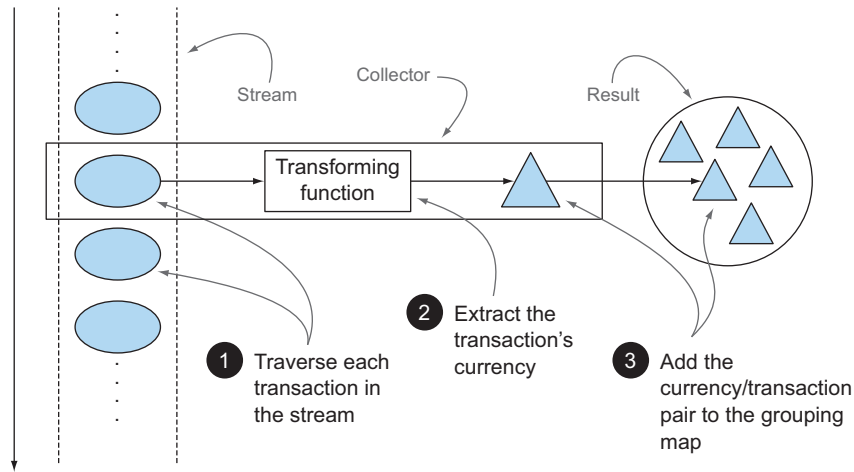 Stream
Collector
Result
Transforming
function
1
Traverse each
transaction in
the stream
2
Extract the
transaction’s
currency
3
Add the
currency/transaction
pair to the grouping
map